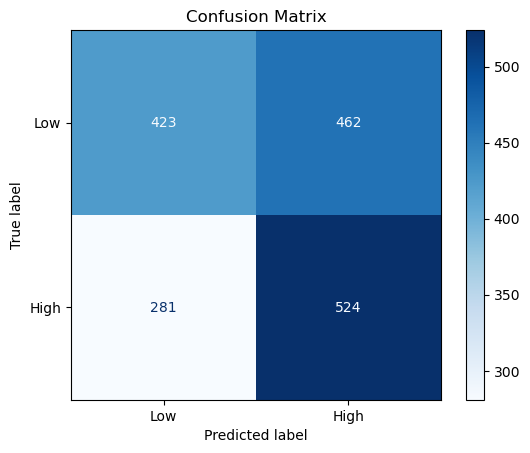 Confusion Matrix
True label
Low
423
462
High
281
524
Low
High
Predicted label
500
450
400
350
300